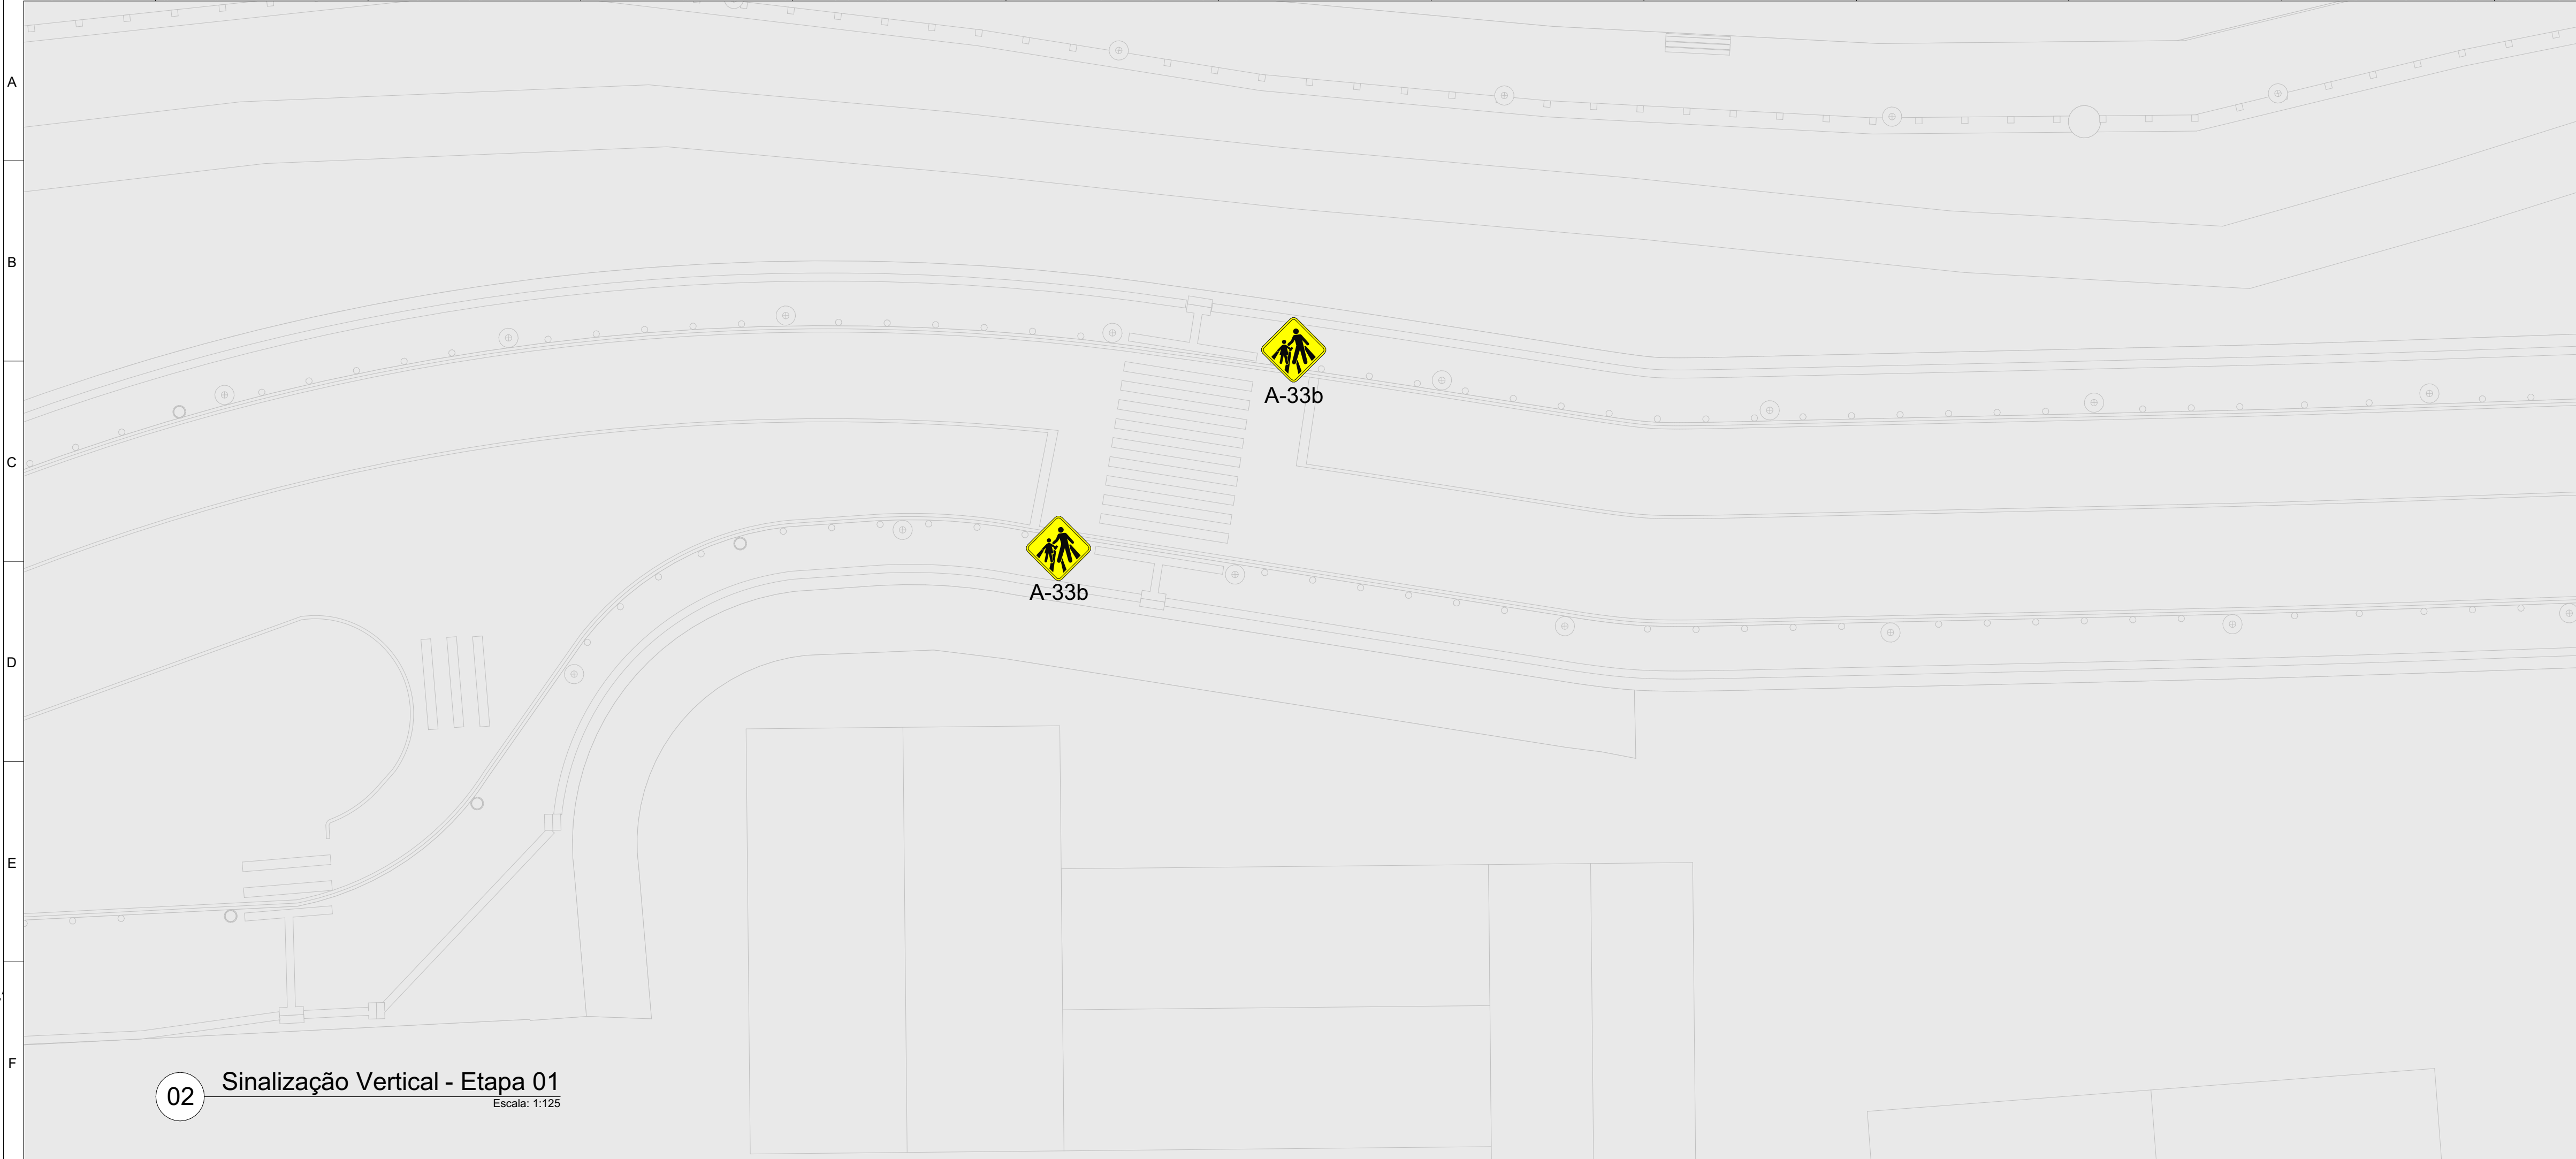 A
B
A-33b
C
A-33b
D
E
F
02
Sinalização Vertical - Etapa 01
Escala: 1:125